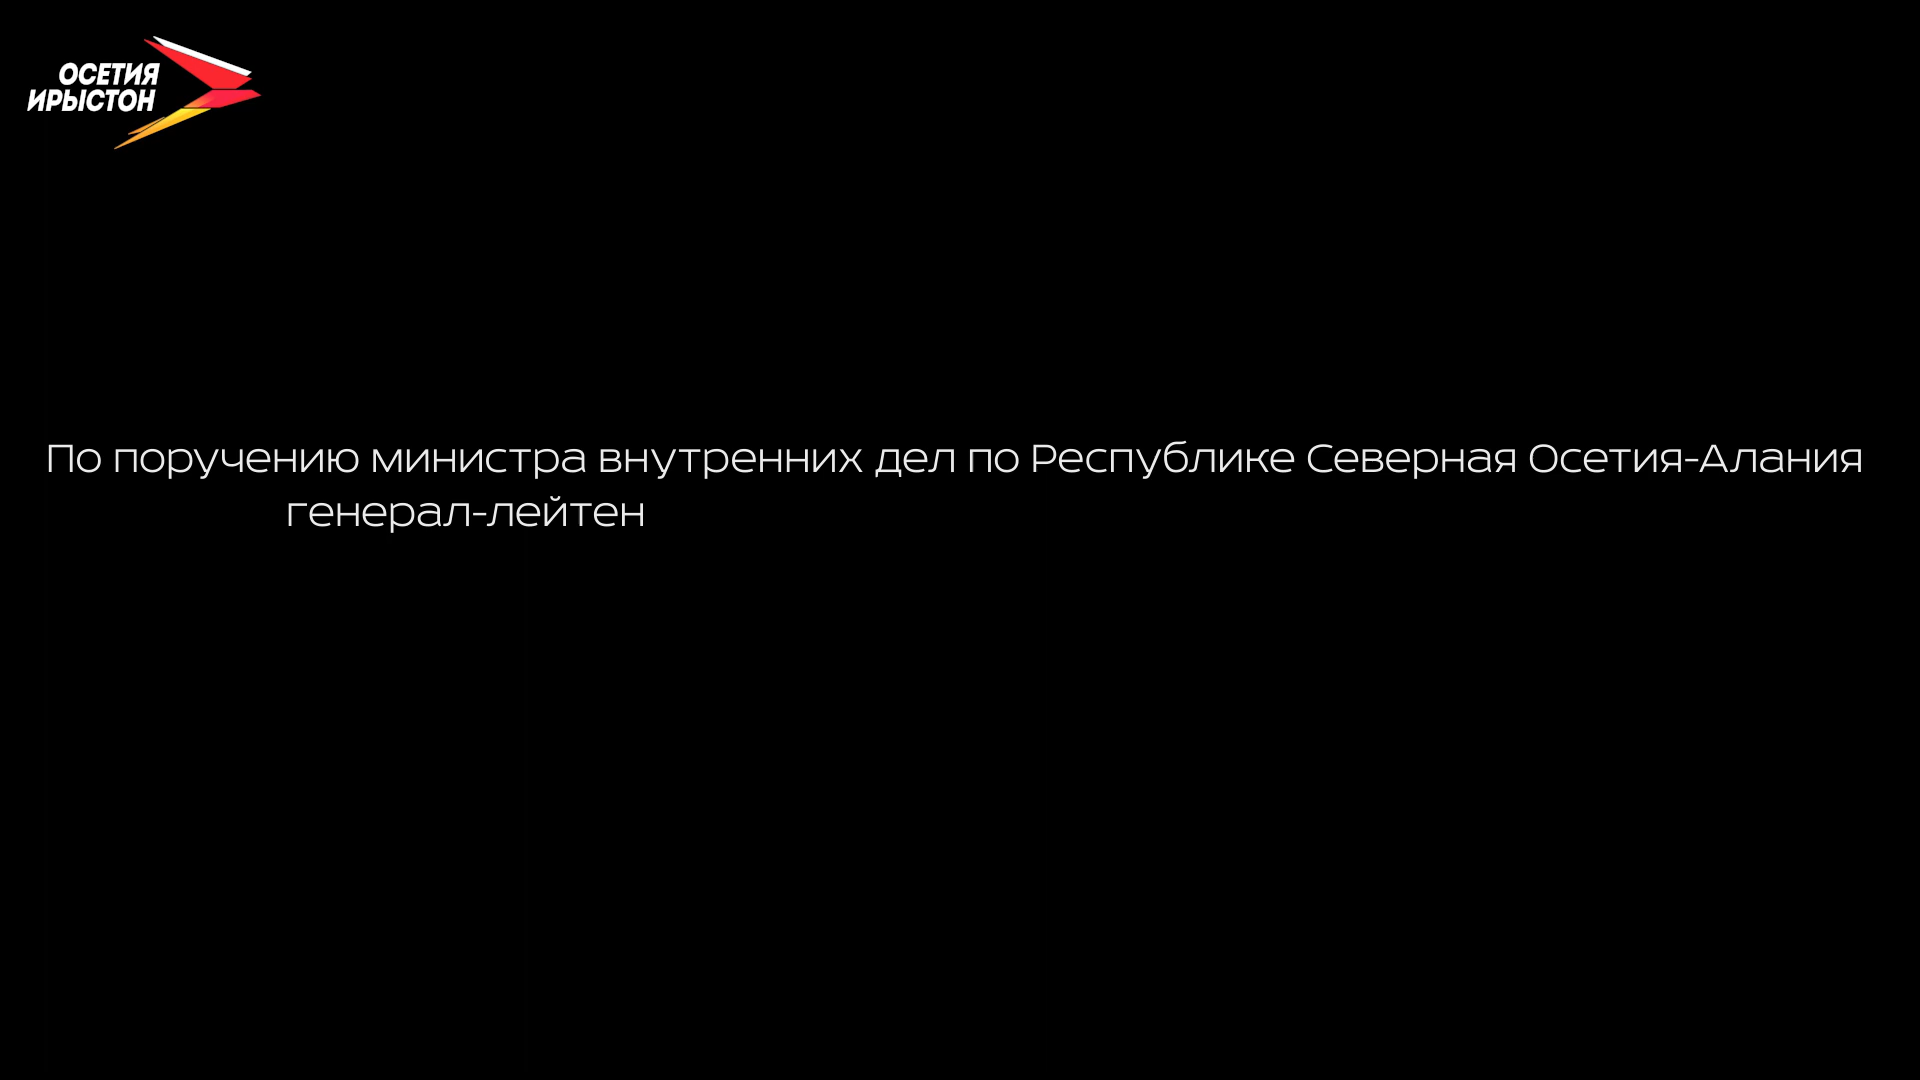 ОСЕТИЯ
ИРЫСТОН
По поручению министра внутренних дел по Республике Северная Осетия-Алания
генерал-лейтен